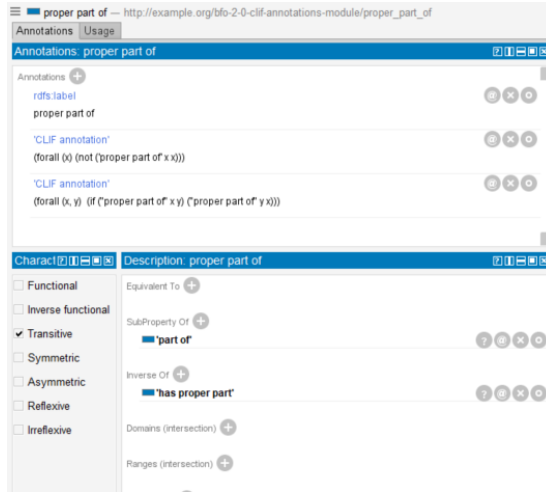 proper part of — http://example.org/bfo-2-0-clif-annotations-module/proper_part_of
Annotations Usage
Annotations: proper part of
Annotations
rdfs:label
proper part of
'CLIF annotation'
(forall (x) (not ('proper part of' x x)))
'CLIF annotation'
(forall (x, y) (if ("proper part of" x y) ("proper part of" y x)))
Charact
Functional
Inverse functional
Transitive
Symmetric
Asymmetric
Reflexive
Irreflexive
Description: proper part of
Equivalent To
SubProperty Of
'part of'
Inverse Of
'has proper part'
Domains (intersection)
Ranges (intersection)